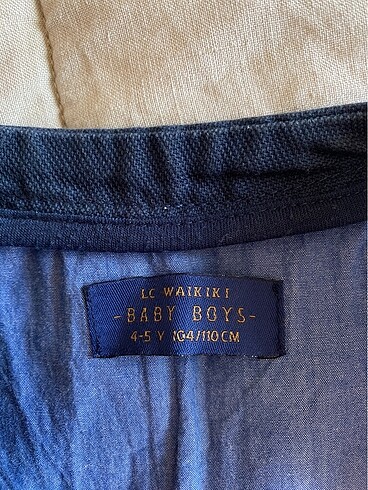 LC WAIKIKI
-BABY BOYS-
4-5 Y 104/110 CM